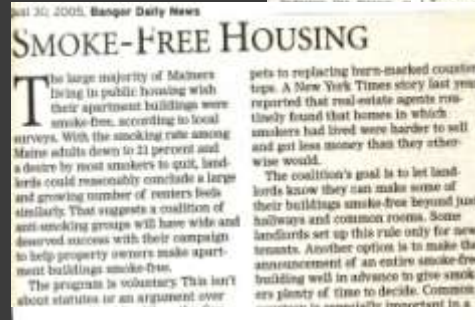 30, 2005, Bangor Daily News
SMOKE-FREE HOUSING
The large majority of Mainers
living in public housing wish
their apartment buildings were
smoke-free, according to local
surveys. With the smoking rate among
Maine adults down to 21 percent and
a desire by most smokers to quit, land-
lords could reasonably conclude a large
and growing number of renters feels
similarly. That suggests a coalition of
anti-smoking groups will have wide and
deserved success with their campaign
to help property owners make apart-
ment buildings smoke-free.
The program is voluntary. This isn't
about statutes or an argument over
pets to replacing burn-marked counter
tops. A New York Times story last year
reported that real-estate agents rou-
tinely found that homes in which
smokers had lived were harder to sell
and got less money than they other-
wise would.
The coalition's goal is to let land-
lords know they can make some of
their buildings smoke-free beyond just
hallways and common rooms. Some
landlords set up this rule only for new
tenants. Another option is to make the
announcement of an entire smoke-free
building well in advance to give smok-
ers plenty of time to decide. Common
is especially important in a